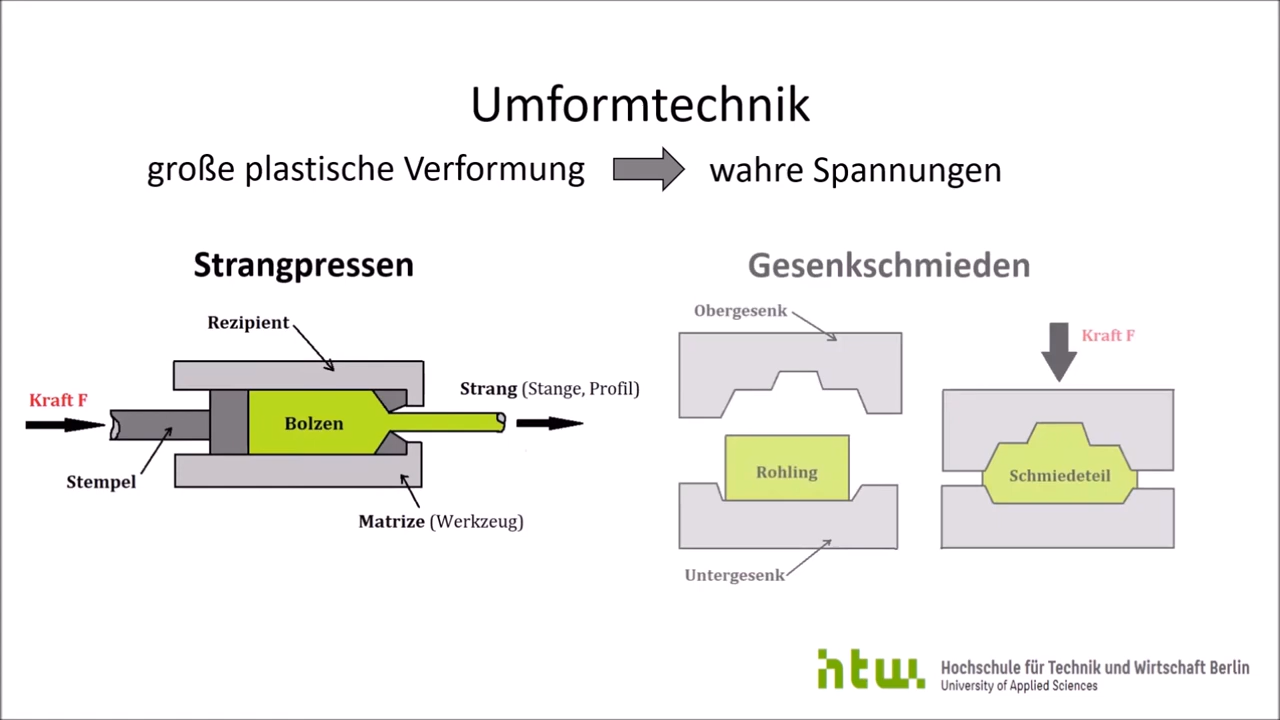 Umformtechnik
große plastische Verformung
wahre Spannungen
Strangpressen
Rezipient
Kraft F
Bolzen
Strang (Stange, Profil)
Stempel
Matrize (Werkzeug)
Gesenkschmieden
Obergesenk
Kraft F
Rohling
Schmiedeteil
Untergesenk
htw.
Hochschule für Technik und Wirtschaft Berlin
University of Applied Sciences